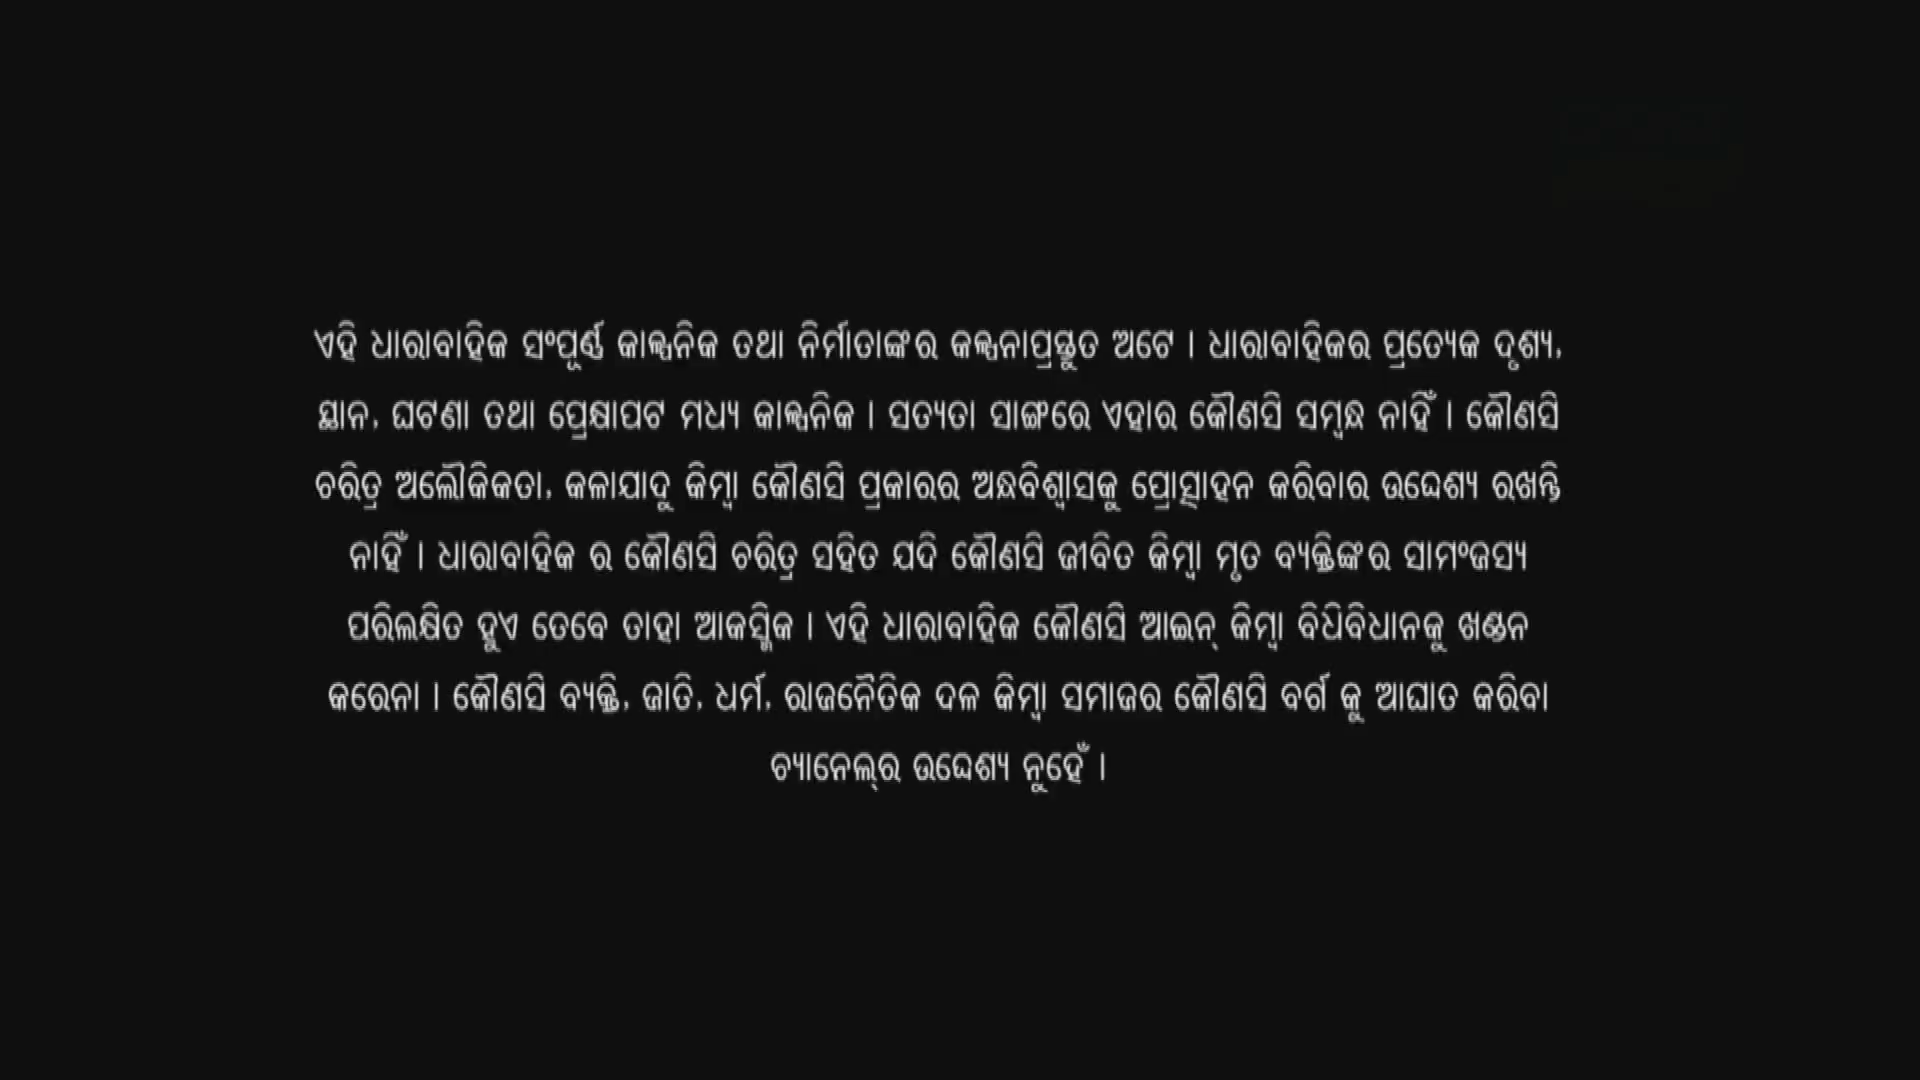 ଏହି ଧାରାବାହିକ ସଂପୂର୍ଣ୍ଣ କାଳ୍ପନିକ ତଥା ନିର୍ମାତାଙ୍କର କଳ୍ପନାପ୍ରସ୍ତୁତ ଅଟେ । ଧାରାବାହିକର ପ୍ରତ୍ୟେକ ଦୃଶ୍ୟ,
ସ୍ଥାନ, ଘଟଣା ତଥା ପ୍ରେକ୍ଷାପଟ ମଧ୍ୟ କାଳ୍ପନିକ । ସତ୍ୟତା ସାଙ୍ଗରେ ଏହାର କୌଣସି ସମ୍ବନ୍ଧ ନାହିଁ । କୌଣସି
ଚରିତ୍ର ଅଲୌକିକତା, କଳାଯାଦୁ କିମ୍ବା କୌଣସି ପ୍ରକାରର ଅନ୍ଧବିଶ୍ୱାସକୁ ପ୍ରୋତ୍ସାହନ କରିବାର ଉଦ୍ଦେଶ୍ୟ ରଖନ୍ତି
ନାହିଁ । ଧାରାବାହିକ ର କୌଣସି ଚରିତ୍ର ସହିତ ଯଦି କୌଣସି ଜୀବିତ କିମ୍ବା ମୃତ ବ୍ୟକ୍ତିଙ୍କର ସାମଂଜସ୍ୟ
ପରିଲକ୍ଷିତ ହୁଏ ତେବେ ତାହା ଆକସ୍ମିକ । ଏହି ଧାରାବାହିକ କୌଣସି ଆଇନ୍ କିମ୍ବା ବିଧିବିଧାନକୁ ଖଣ୍ଡନ
କରେନା । କୌଣସି ବ୍ୟକ୍ତି, ଜାତି, ଧର୍ମ, ରାଜନୈତିକ ଦଳ କିମ୍ବା ସମାଜର କୌଣସି ବର୍ଗ କୁ ଆଘାତ କରିବା
ଚ୍ୟାନେଲ୍‌ର ଉଦ୍ଦେଶ୍ୟ ନୁହେଁ ।